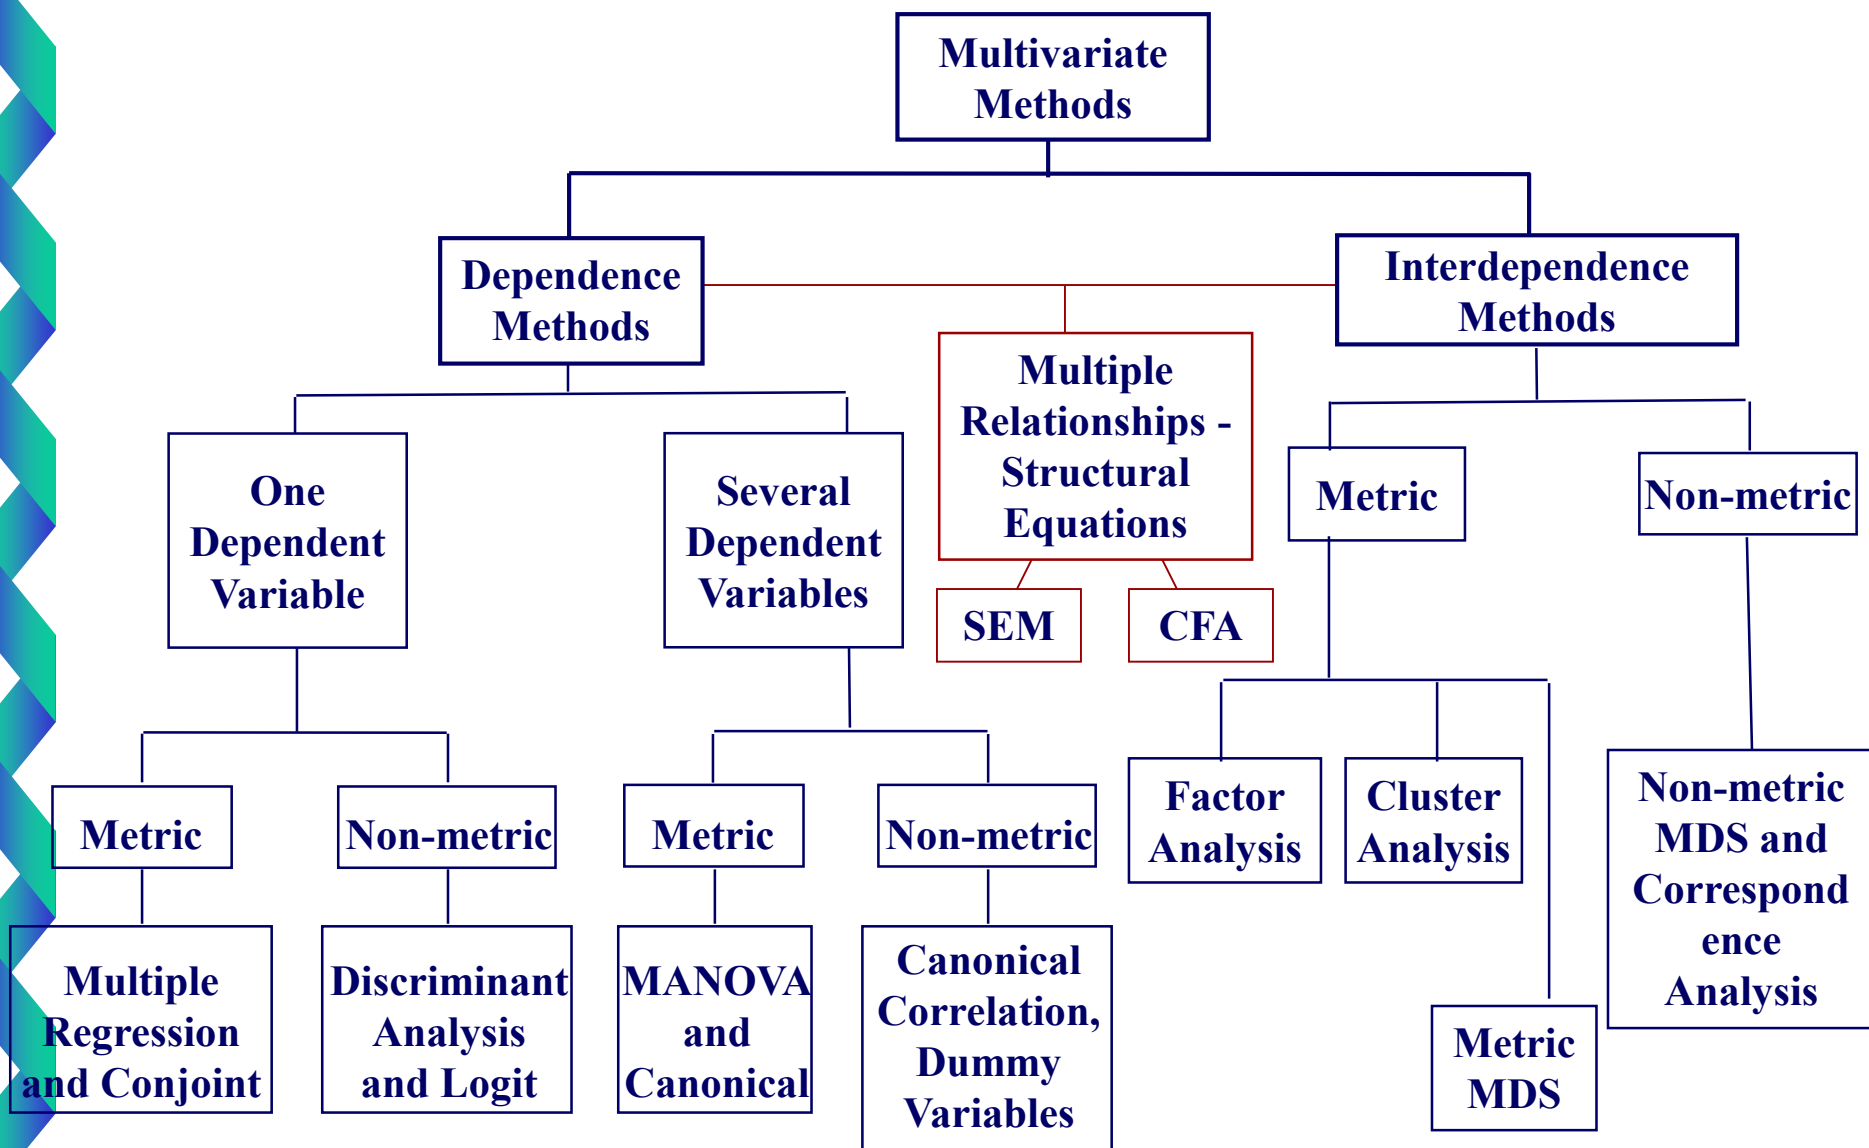 Multivariate
Methods
Dependence
Methods
Interdependence
Methods
Multiple
Relationships -
Structural
Equations
SEM
CFA
One
Dependent
Variable
Several
Dependent
Variables
Metric
Non-metric
Metric
Non-metric
Metric
Non-metric
Multiple
Regression
and Conjoint
Discriminant
Analysis
and Logit
MANOVA
and
Canonical
Canonical
Correlation,
Dummy
Variables
Factor
Analysis
Cluster
Analysis
Metric
MDS
Non-metric
MDS and
Correspond
ence
Analysis